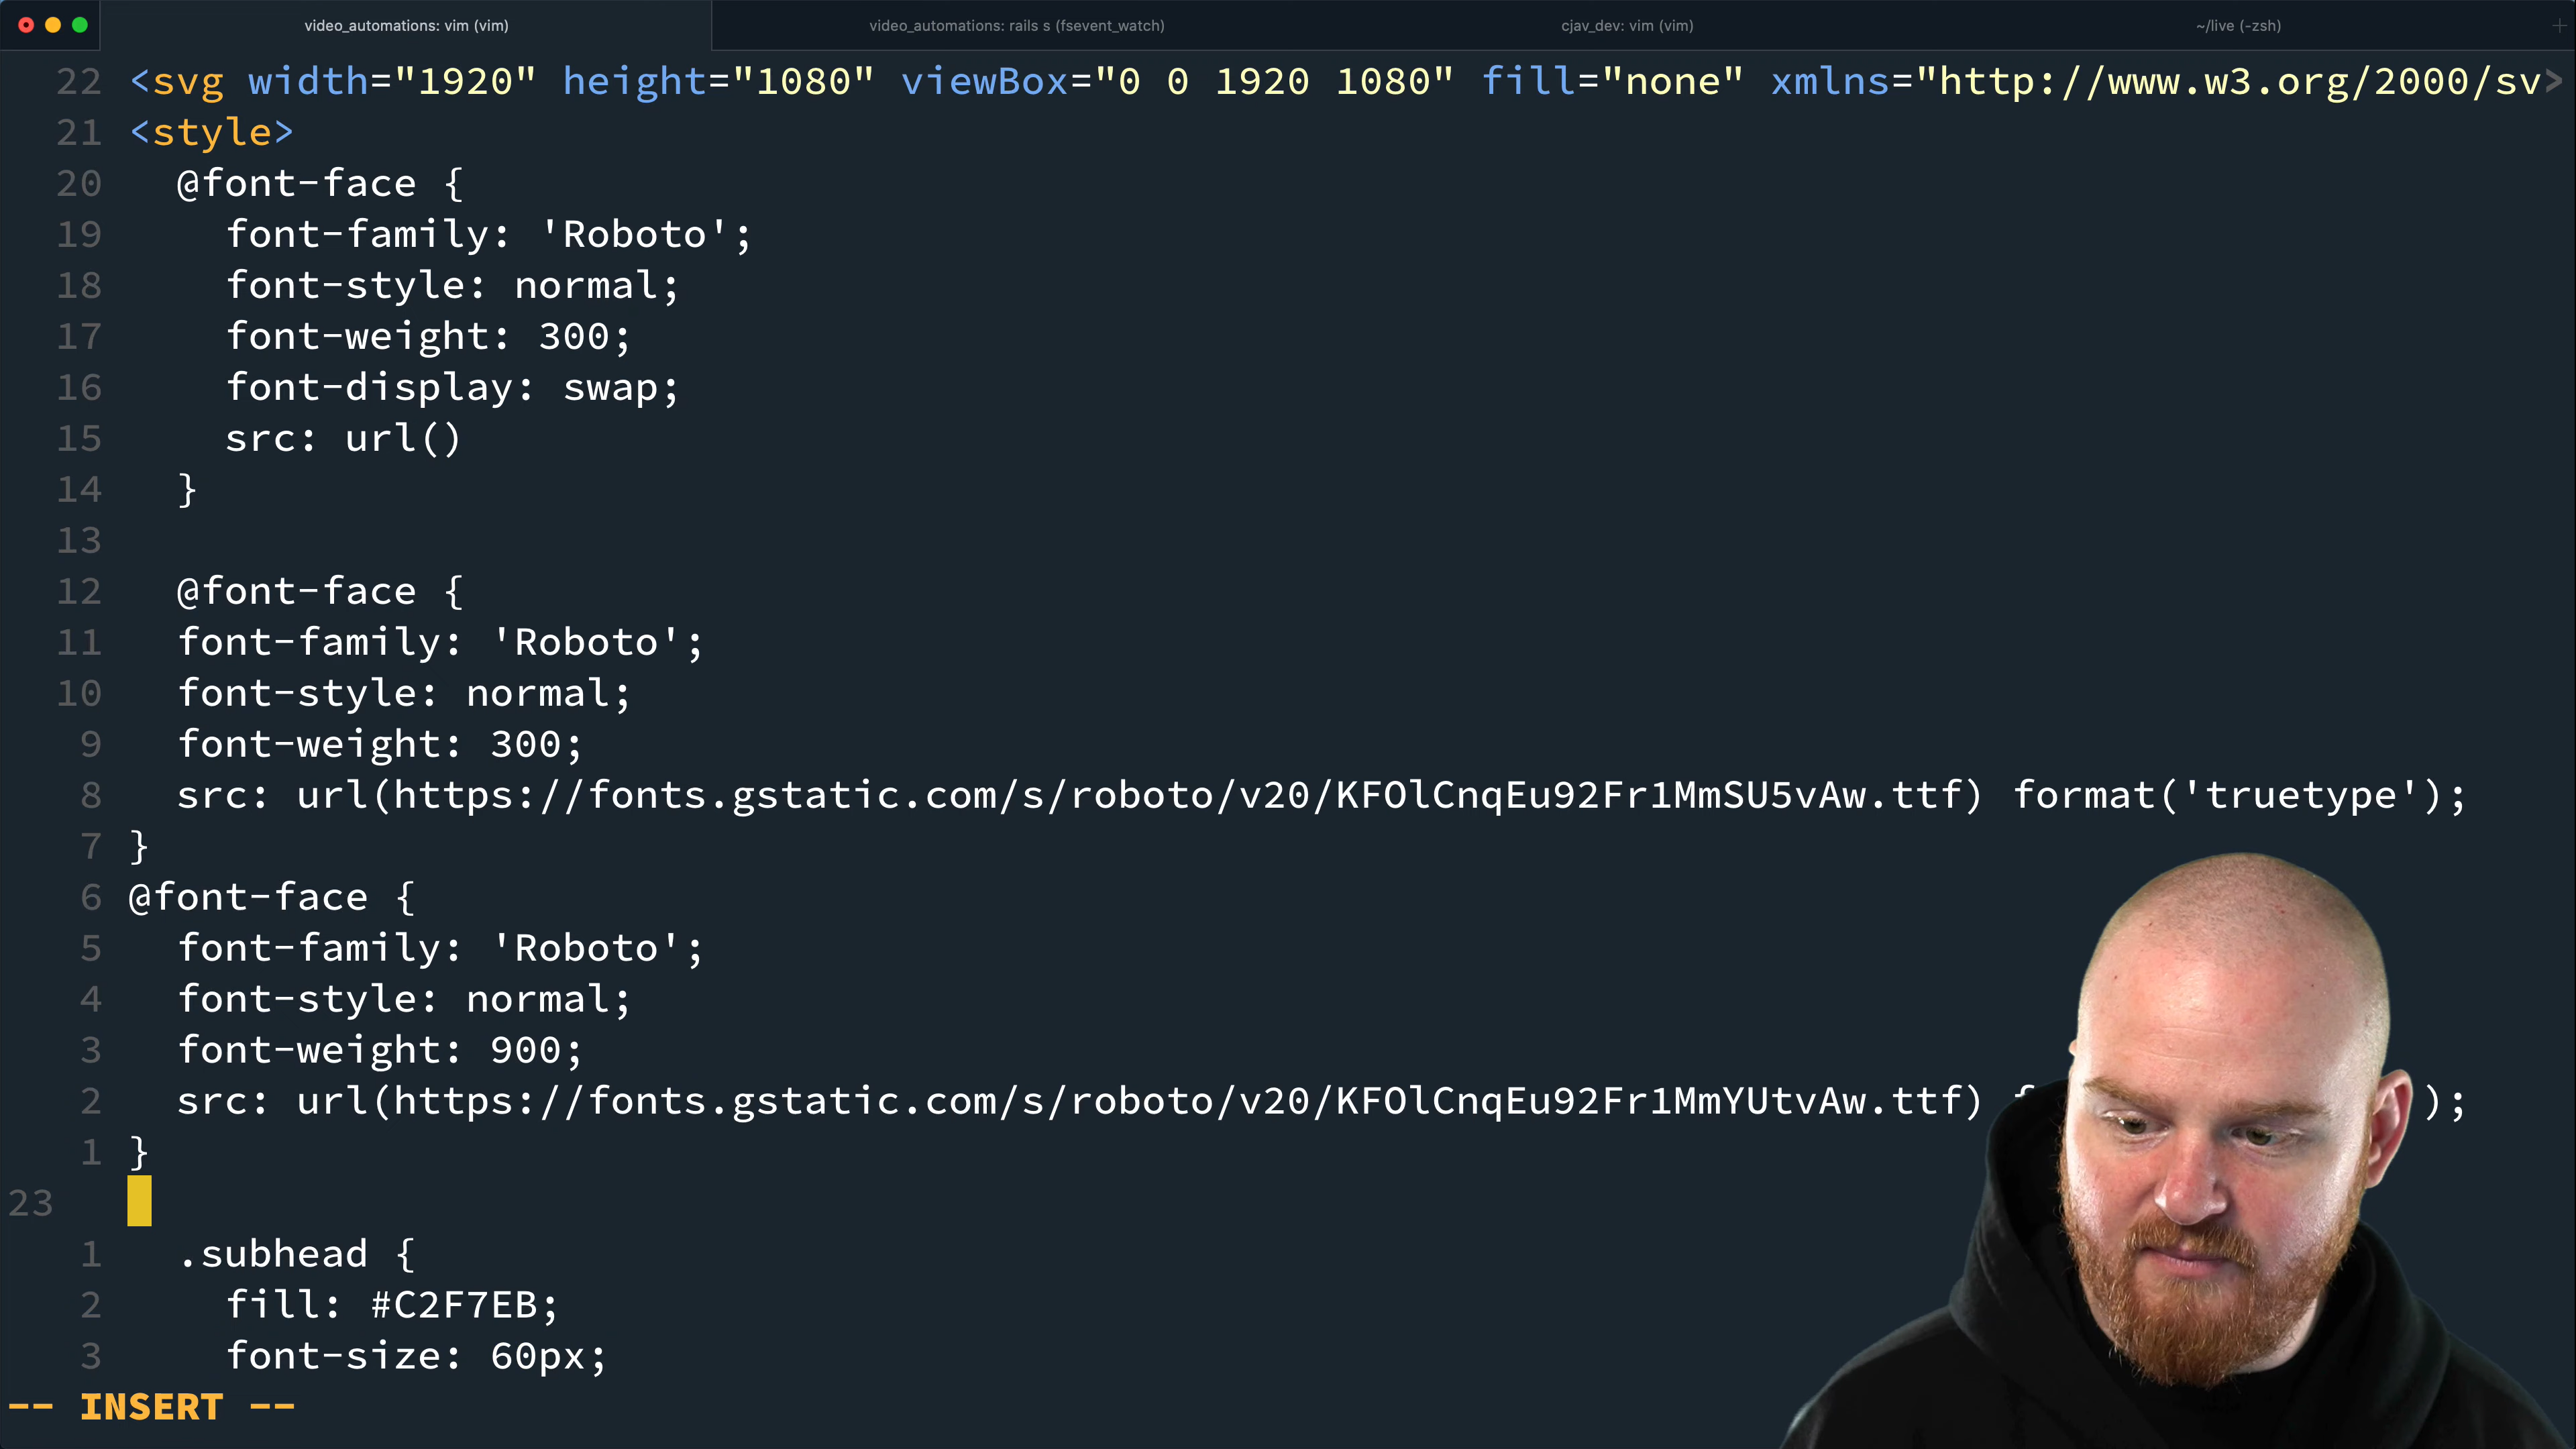 video_automations: vim (vim)
video_automations: rails s (fsevent_watch)
cjav_dev: vim (vim)
~/live (-zsh)
22 <svg width="1920" height="1080" viewBox="0 0 1920 1080" fill="none" xmlns="http://www.w3.org/2000/sv>
21 <style>
20 @font-face {
19 font-family: 'Roboto';
18 font-style: normal;
17 font-weight: 300;
16 font-display: swap;
15 src: url()
14 }
13
12 @font-face {
11 font-family: 'Roboto';
10 font-style: normal;
9 font-weight: 300;
8 src: url(https://fonts.gstatic.com/s/roboto/v20/KFOlCnqEu92Fr1MmSU5vAw.ttf) format('truetype');
7 }
6 @font-face {
5 font-family: 'Roboto';
4 font-style: normal;
3 font-weight: 900;
2 src: url(https://fonts.gstatic.com/s/roboto/v20/KFOlCnqEu92Fr1MmYUtvAw.ttf) );
1 }
23
1 .subhead {
2 fill: #C2F7EB;
3 font-size: 60px;
-- INSERT --